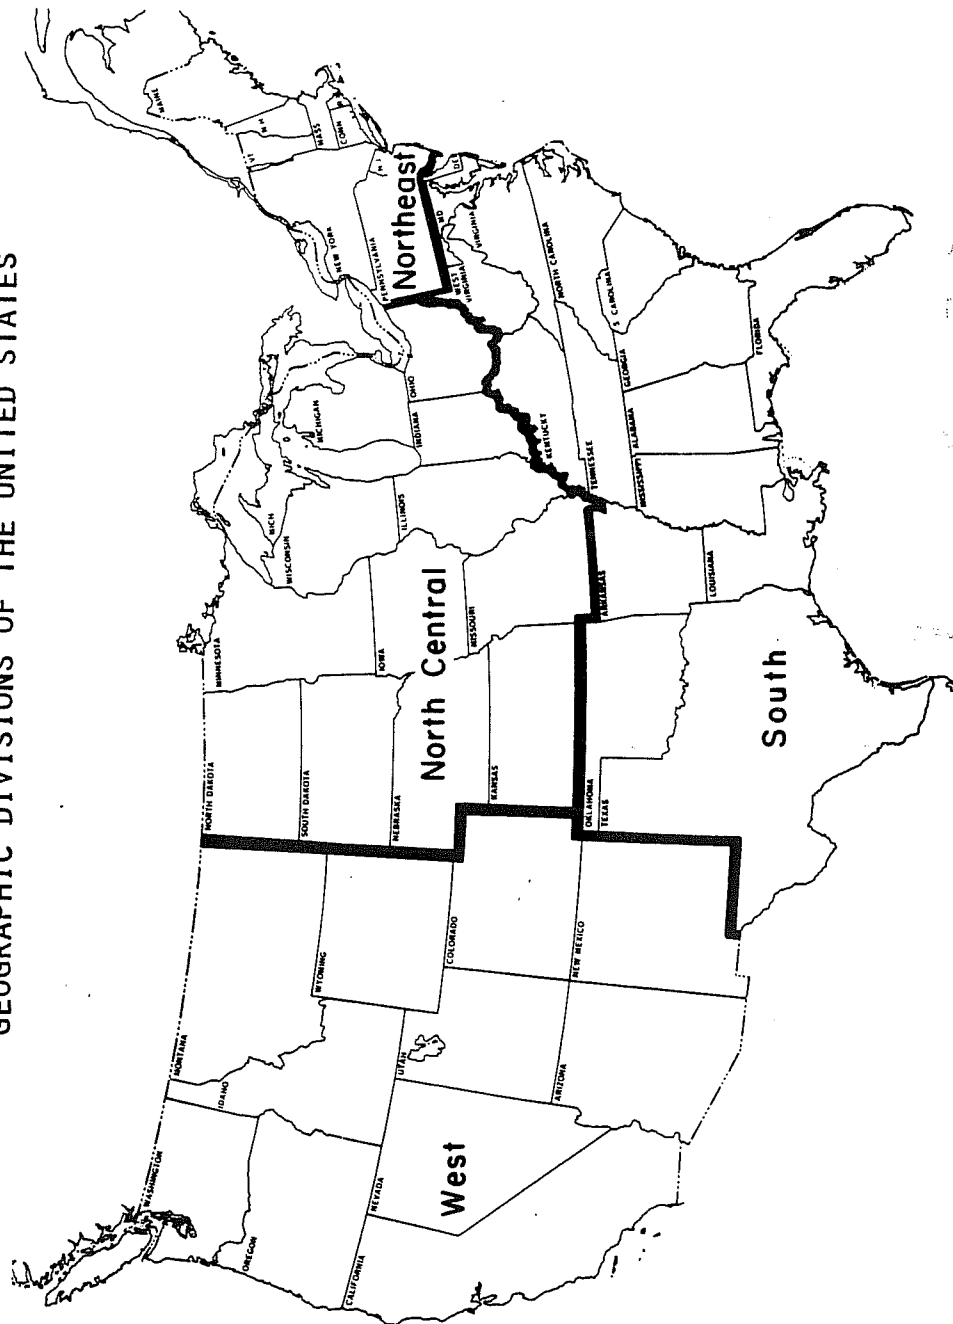 GEOGRAPHIC DIVISIONS OF THE UNITED STATES
WASHINGTON
MONTANA
NORTH DAKOTA
MINNESOTA
MAINE
VT
N H
OREGON
IDAHO
WYOMING
SOUTH DAKOTA
WISCONSIN
MICH
MICHIGAN
NEW YORK
MASS
CONN
R I
CALIFORNIA
NEVADA
UTAH
COLORADO
NEBRASKA
IOWA
ILLINOIS
INDIANA
OHIO
PENNSYLVANIA
N J
Northeast
West
North Central
KANSAS
MISSOURI
WEST
VIRGINIA
MD
DE
VIRGINIA
KENTUCKY
ARIZONA
NEW MEXICO
OKLAHOMA
TEXAS
ARKANSAS
TENNESSEE
NORTH CAROLINA
S CAROLINA
MISSISSIPPI
ALABAMA
GEORGIA
LOUISIANA
FLORIDA
South